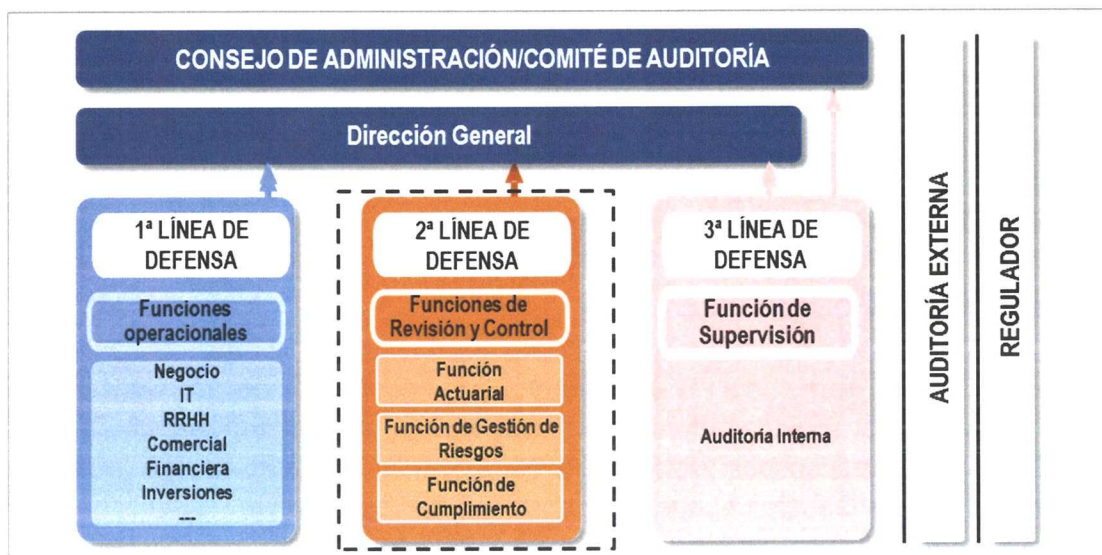 CONSEJO DE ADMINISTRACIÓN/COMITÉ DE AUDITORÍA
Dirección General
1ª LÍNEA DE
DEFENSA
Funciones
operacionales
Negocio
IT
RRHH
Comercial
Financiera
Inversiones
---
2ª LÍNEA DE
DEFENSA
Funciones de
Revisión y Control
Función
Actuarial
Función de Gestión de
Riesgos
Función de
Cumplimiento
3ª LÍNEA DE
DEFENSA
Función de
Supervisión
Auditoría Interna
AUDITORÍA EXTERNA
REGULADOR